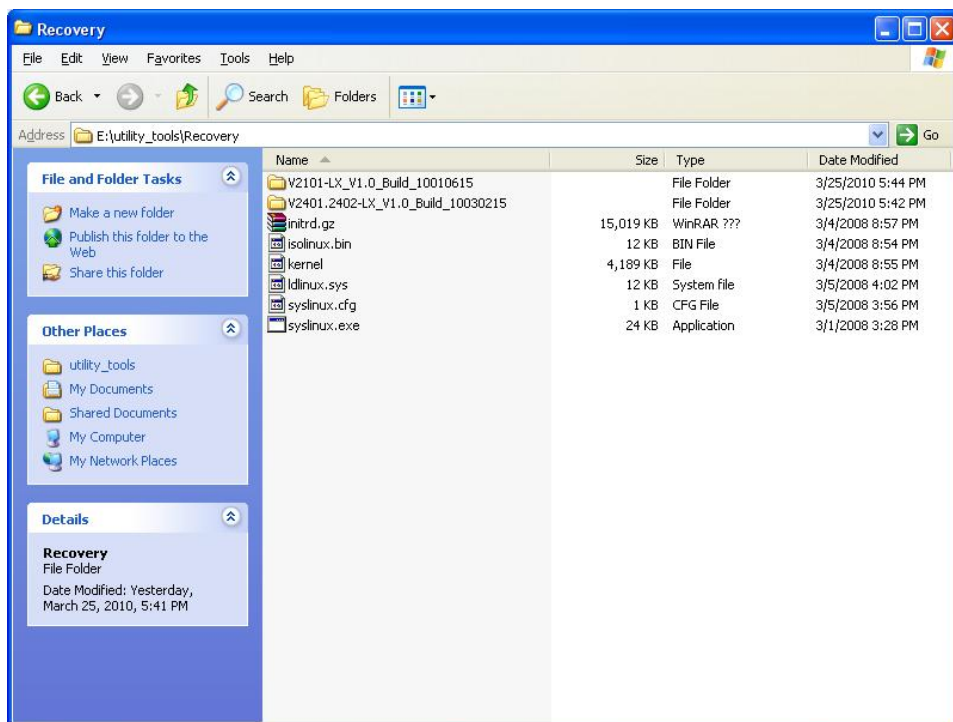 Recovery
File Edit View Favorites Tools Help
Back Search Folders
Address E:\utility_tools\Recovery Go
File and Folder Tasks
Make a new folder
Publish this folder to the
Web
Share this folder
Other Places
utility_tools
My Documents
Shared Documents
My Computer
My Network Places
Details
Recovery
File Folder
Date Modified: Yesterday,
March 25, 2010, 5:41 PM
Name Size Type Date Modified
V2101-LX_V1.0_Build_10010615 File Folder 3/25/2010 5:44 PM
V2401.2402-LX_V1.0_Build_10030215 File Folder 3/25/2010 5:42 PM
initrd.gz 15,019 KB WinRAR ??? 3/4/2008 8:57 PM
isolinux.bin 12 KB BIN File 3/4/2008 8:54 PM
kernel 4,189 KB File 3/4/2008 8:55 PM
ldlinux.sys 12 KB System file 3/5/2008 4:02 PM
syslinux.cfg 1 KB CFG File 3/5/2008 3:56 PM
syslinux.exe 24 KB Application 3/1/2008 3:28 PM